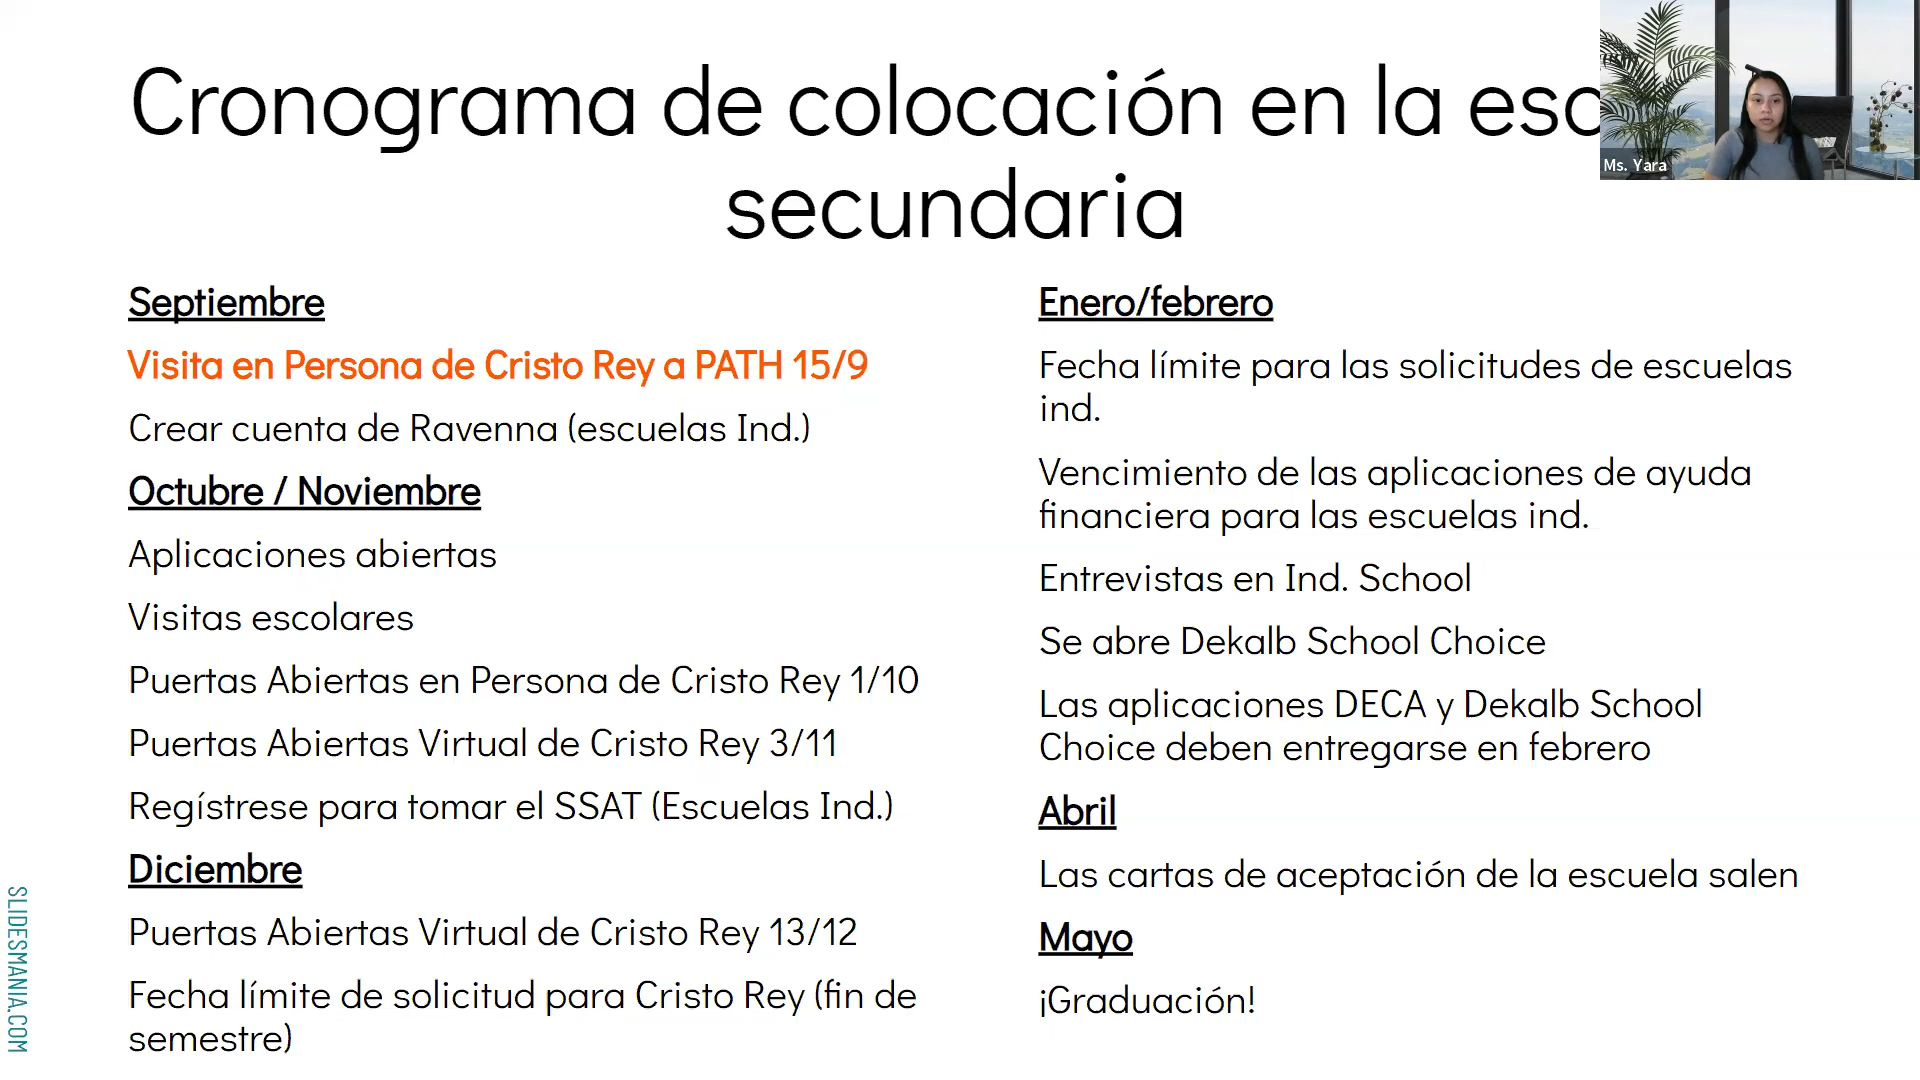 Cronograma de colocación en la esc
secundaria
Septiembre
Visita en Persona de Cristo Rey a PATH 15/9
Crear cuenta de Ravenna (escuelas Ind.)
Octubre / Noviembre
Aplicaciones abiertas
Visitas escolares
Puertas Abiertas en Persona de Cristo Rey 1/10
Puertas Abiertas Virtual de Cristo Rey 3/11
Regístrese para tomar el SSAT (Escuelas Ind.)
Diciembre
Puertas Abiertas Virtual de Cristo Rey 13/12
Fecha límite de solicitud para Cristo Rey (fin de
semestre)
Enero/febrero
Fecha límite para las solicitudes de escuelas
ind.
Vencimiento de las aplicaciones de ayuda
financiera para las escuelas ind.
Entrevistas en Ind. School
Se abre Dekalb School Choice
Las aplicaciones DECA y Dekalb School
Choice deben entregarse en febrero
Abril
Las cartas de aceptación de la escuela salen
Mayo
¡Graduación!
Ms. Yara
SLIDESMANIA.COM